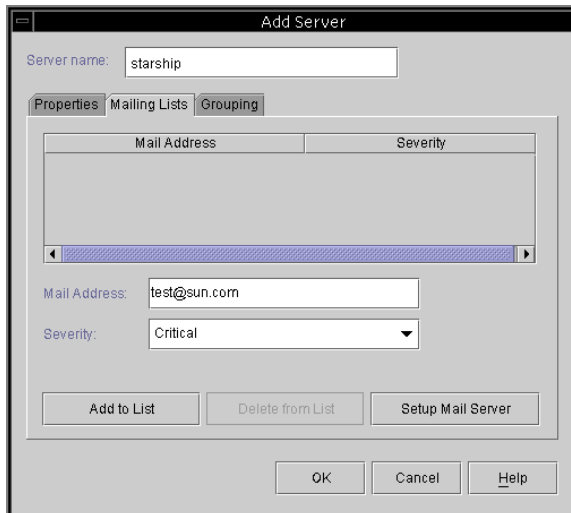 Add Server
Server name: starship
Properties Mailing Lists Grouping
Mail Address Severity
Mail Address: test@sun.com
Severity: Critical
Add to List Delete from List Setup Mail Server
OK Cancel Help